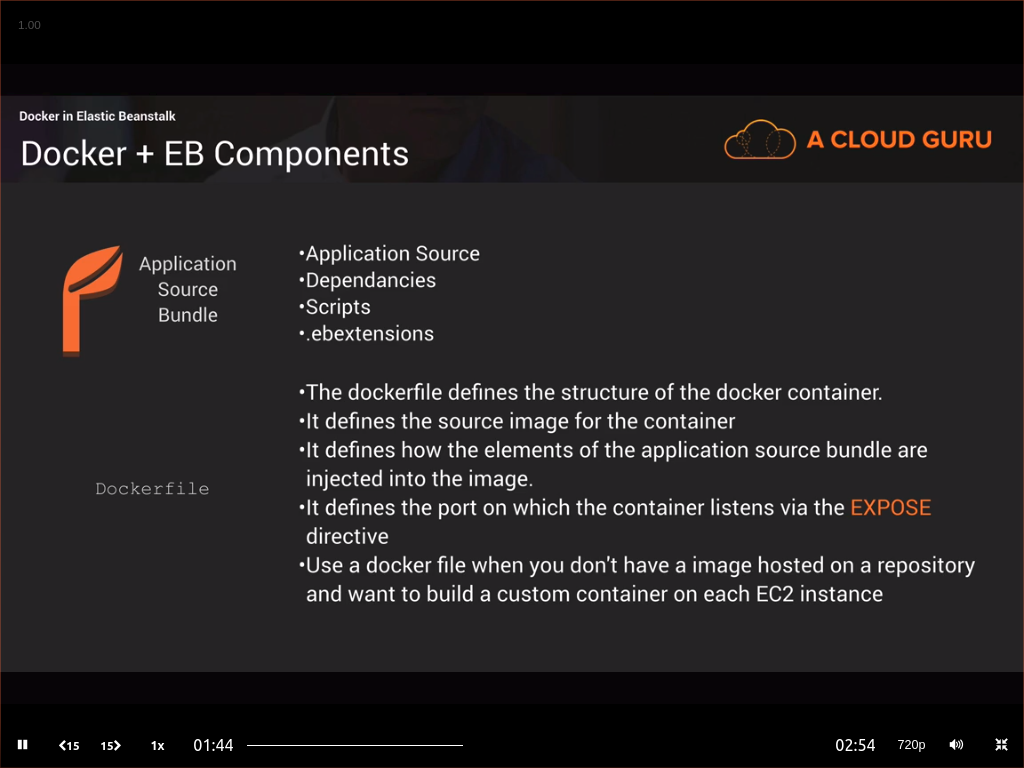 1.00
Docker in Elastic Beanstalk
Docker + EB Components
A CLOUD GURU
Application
Source
Bundle
•Application Source
•Dependancies
•Scripts
•.ebextensions
Dockerfile
•The dockerfile defines the structure of the docker container.
•It defines the source image for the container
•It defines how the elements of the application source bundle are
injected into the image.
•It defines the port on which the container listens via the EXPOSE
directive
•Use a docker file when you don't have a image hosted on a repository
and want to build a custom container on each EC2 instance
15 15 1x 01:44 02:54 720p